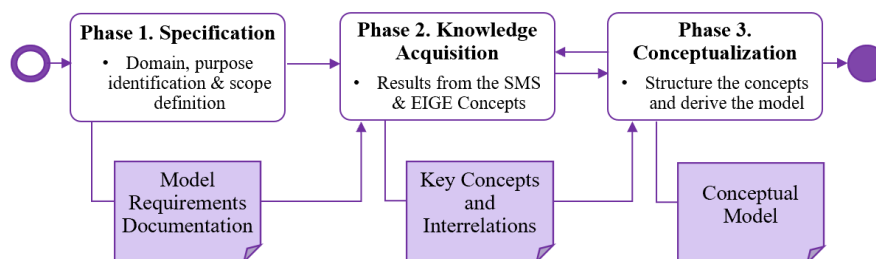 Phase 1. Specification
• Domain, purpose
identification & scope
definition
Phase 2. Knowledge
Acquisition
• Results from the SMS
& EIGE Concepts
Phase 3.
Conceptualization
• Structure the concepts
and derive the model
Model
Requirements
Documentation
Key Concepts
and
Interrelations
Conceptual
Model